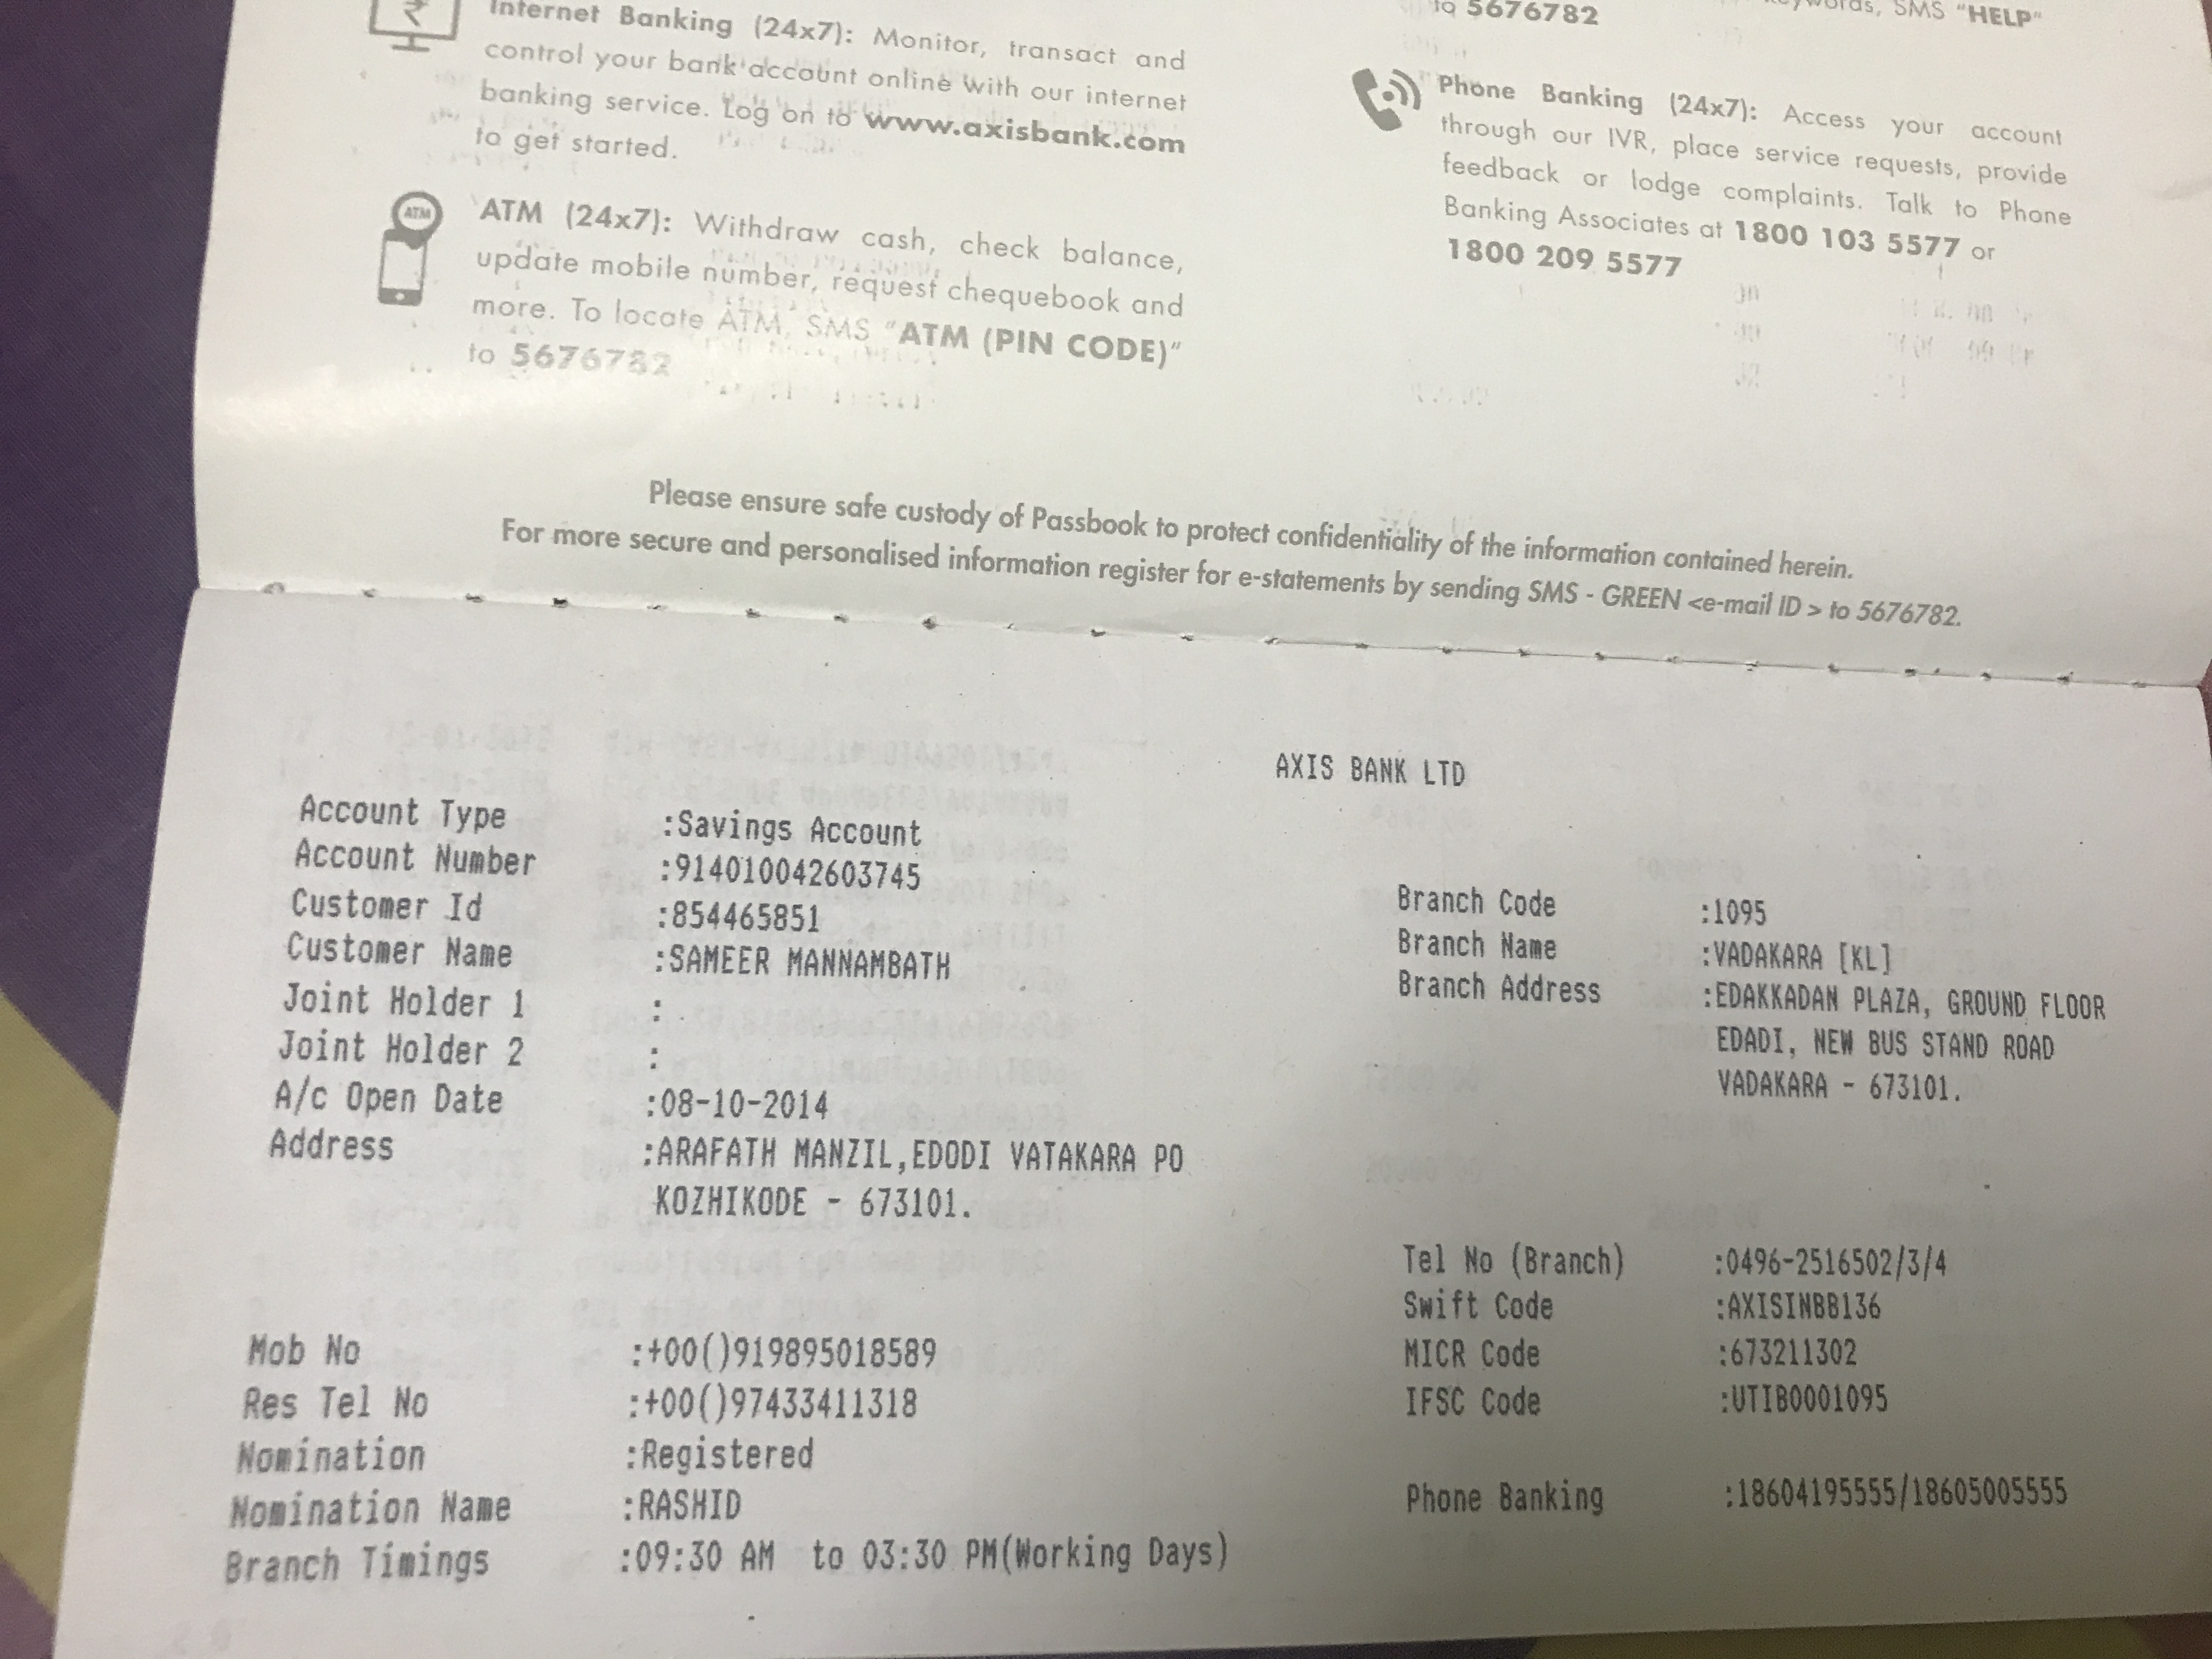 Internet Banking (24x7): Monitor, transact and
control your bank account online with our internet
banking service. Log on to www.axisbank.com
to get started.
ATM
ATM (24x7): Withdraw cash, check balance,
update mobile number, request chequebook and
more. To locate ATM, SMS "ATM (PIN CODE)"
to 5676782
SMS "HELP"
to 5676782
Phone Banking (24x7): Access your account
through our IVR, place service requests, provide
feedback or lodge complaints. Talk to Phone
Banking Associates at 1800 103 5577 or
1800 209 5577
Please ensure safe custody of Passbook to protect confidentiality of the information contained herein.
For more secure and personalised information register for e-statements by sending SMS - GREEN <e-mail ID > to 5676782.
AXIS BANK LTD
Account Type :Savings Account
Account Number :914010042603745
Customer Id :854465851
Customer Name :SAMEER MANNAMBATH
Joint Holder 1 :
Joint Holder 2 :
A/c Open Date :08-10-2014
Address :ARAFATH MANZIL,EDODI VATAKARA PO
KOZHIKODE - 673101.
Mob No :+00()919895018589
Res Tel No :+00()9743341​1318
Nomination :Registered
Nomination Name :RASHID
Branch Timings :09:30 AM to 03:30 PM(Working Days)
Branch Code :1095
Branch Name :VADAKARA [KL]
Branch Address :EDAKKADAN PLAZA, GROUND FLOOR
EDADI, NEW BUS STAND ROAD
VADAKARA - 673101.
Tel No (Branch) :0496-2516502/3/4
Swift Code :AXISINBB136
MICR Code :673211302
IFSC Code :UTIB0001095
Phone Banking :18604195555/18605005555